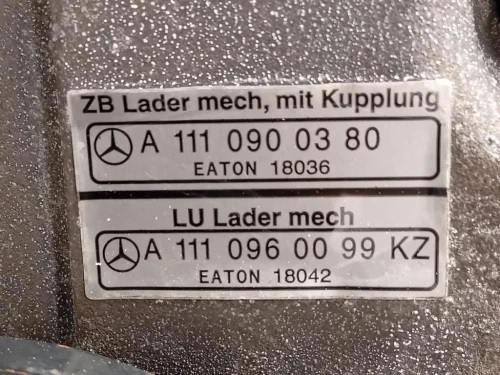 ZB Lader mech, mit Kupplung
A 111 090 03 80
EATON 18036
LU Lader mech
A 111 096 00 99 KZ
EATON 18042